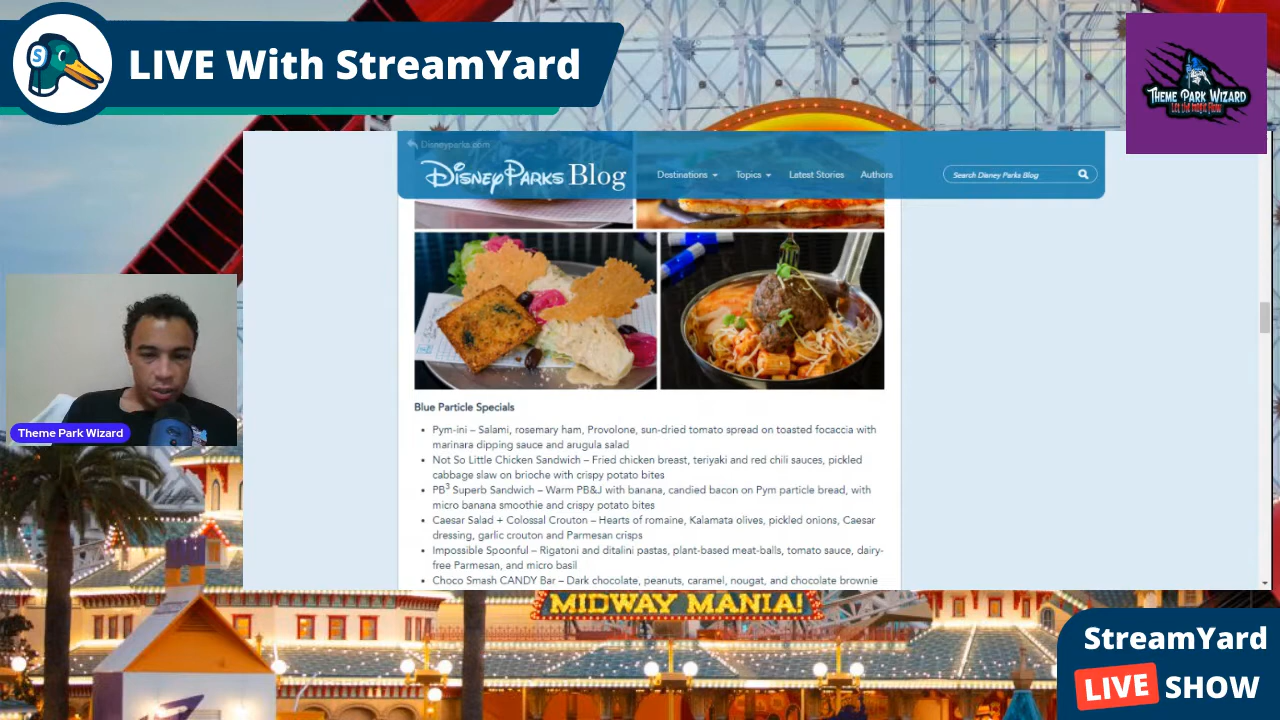 LIVE With StreamYard
S
THEME PARK WIZARD
Disneyparks.com
Disney Parks Blog
Destinations
Topics
Latest Stories
Authors
Search Disney Parks Blog
Blue Particle Specials
• Pym-ini – Salami, rosemary ham, Provolone, sun-dried tomato spread on toasted focaccia with
marinara dipping sauce and arugula salad
• Not So Little Chicken Sandwich – Fried chicken breast, teriyaki and red chili sauces, pickled
cabbage slaw on brioche with crispy potato bites
• PB³ Superb Sandwich – Warm PB&J with banana, candied bacon on Pym particle bread, with
micro banana smoothie and crispy potato bites
• Caesar Salad + Colossal Crouton – Hearts of romaine, Kalamata olives, pickled onions, Caesar
dressing, garlic crouton and Parmesan crisps
• Impossible Spoonful – Rigatoni and ditalini pastas, plant-based meat-balls, tomato sauce, dairy-
free Parmesan, and micro basil
• Choco Smash CANDY Bar – Dark chocolate, peanuts, caramel, nougat, and chocolate brownie
Theme Park Wizard
MIDWAY MANIA!
StreamYard
LIVE SHOW